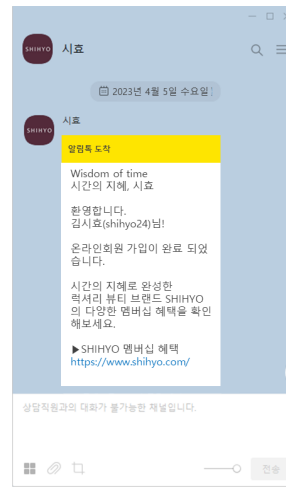 SHIHYO
시효
2023년 4월 5일 수요일
SHIHYO
시효
알림톡 도착
Wisdom of time
시간의 지혜, 시효
환영합니다.
김시효(shihyo24)님!
온라인회원 가입이 완료 되었
습니다.
시간의 지혜로 완성한
럭셔리 뷰티 브랜드 SHIHYO
의 다양한 멤버십 혜택을 확인
해보세요.
▶SHIHYO 멤버십 혜택
https://www.shihyo.com/
상담직원과의 대화가 불가능한 채널입니다.
전송